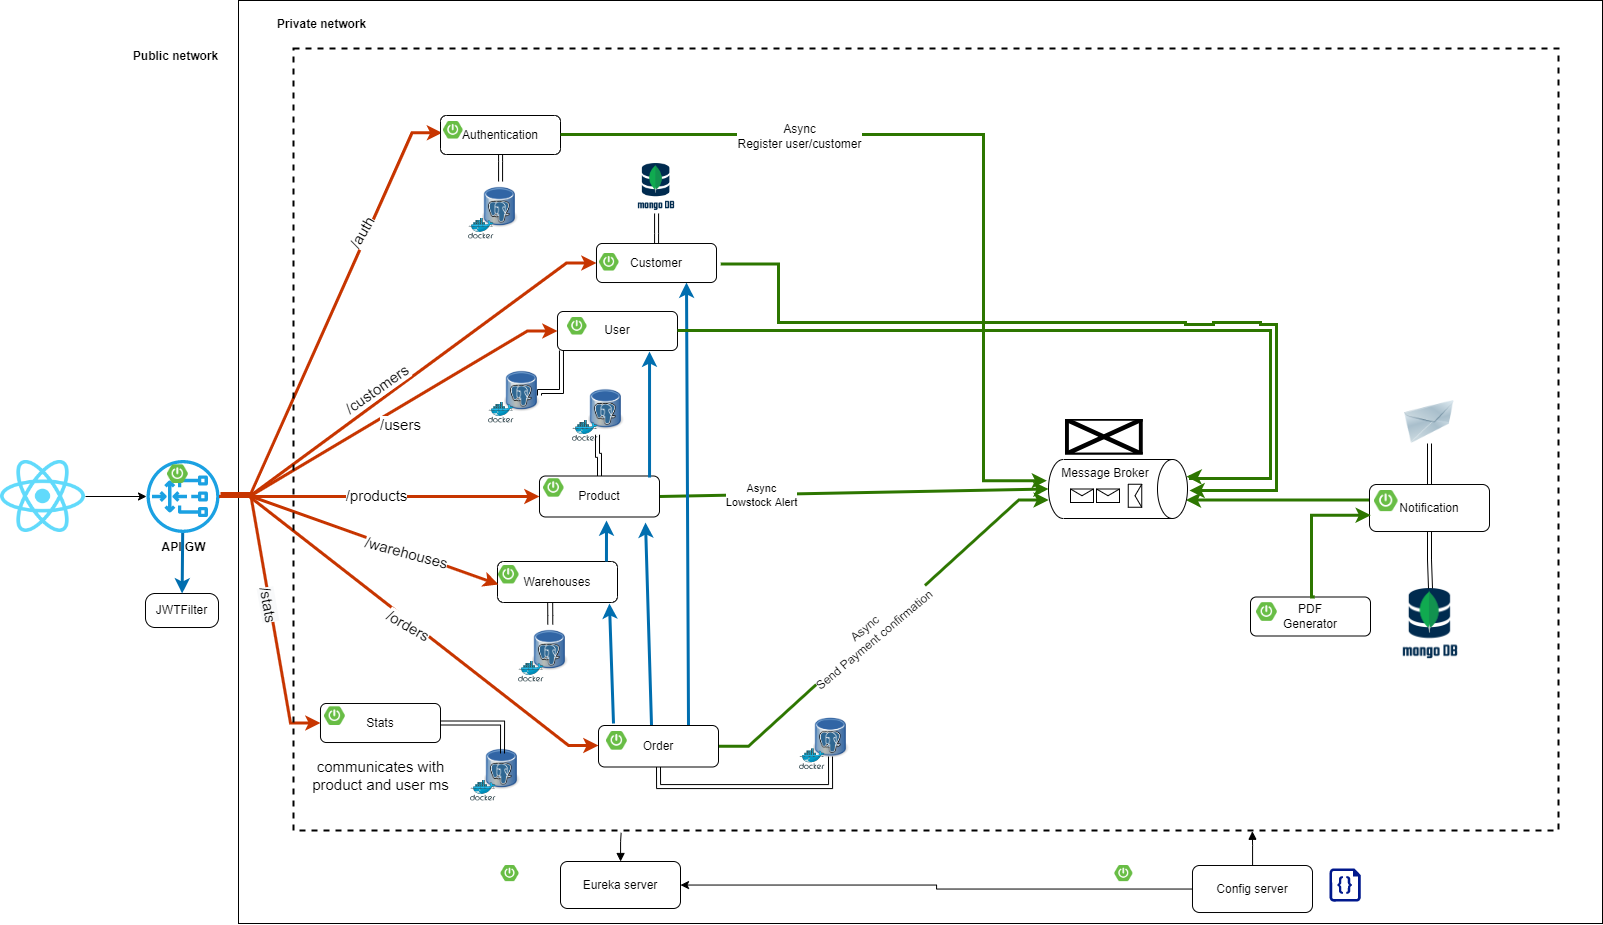 Private network
Public network
Authentication
Async
Register user/customer
docker
mongo DB
/auth
Customer
User
/customers
/users
docker
docker
Message Broker
/products
Product
Async
Lowstock Alert
Notification
API GW
/warehouses
Warehouses
JWTFilter
/stats
/orders
docker
Async
Send Payment confirmation
PDF
Generator
mongo DB
Stats
Order
docker
communicates with
product and user ms
docker
Eureka server
Config server
{}